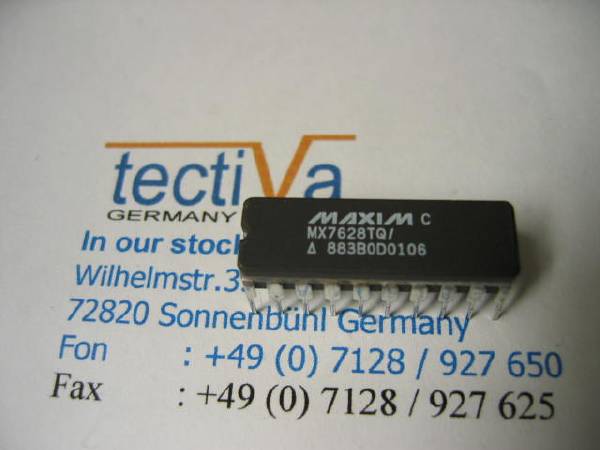 tectiva
GERMANY
In our stock
Wilhelmstr.3
72820 Sonnenbühl Germany
Fon : +49 (0) 7128 / 927 650
Fax : +49 (0) 7128 / 927 625
MAXIM C
MX7628TQ/
Δ 883B0D0106